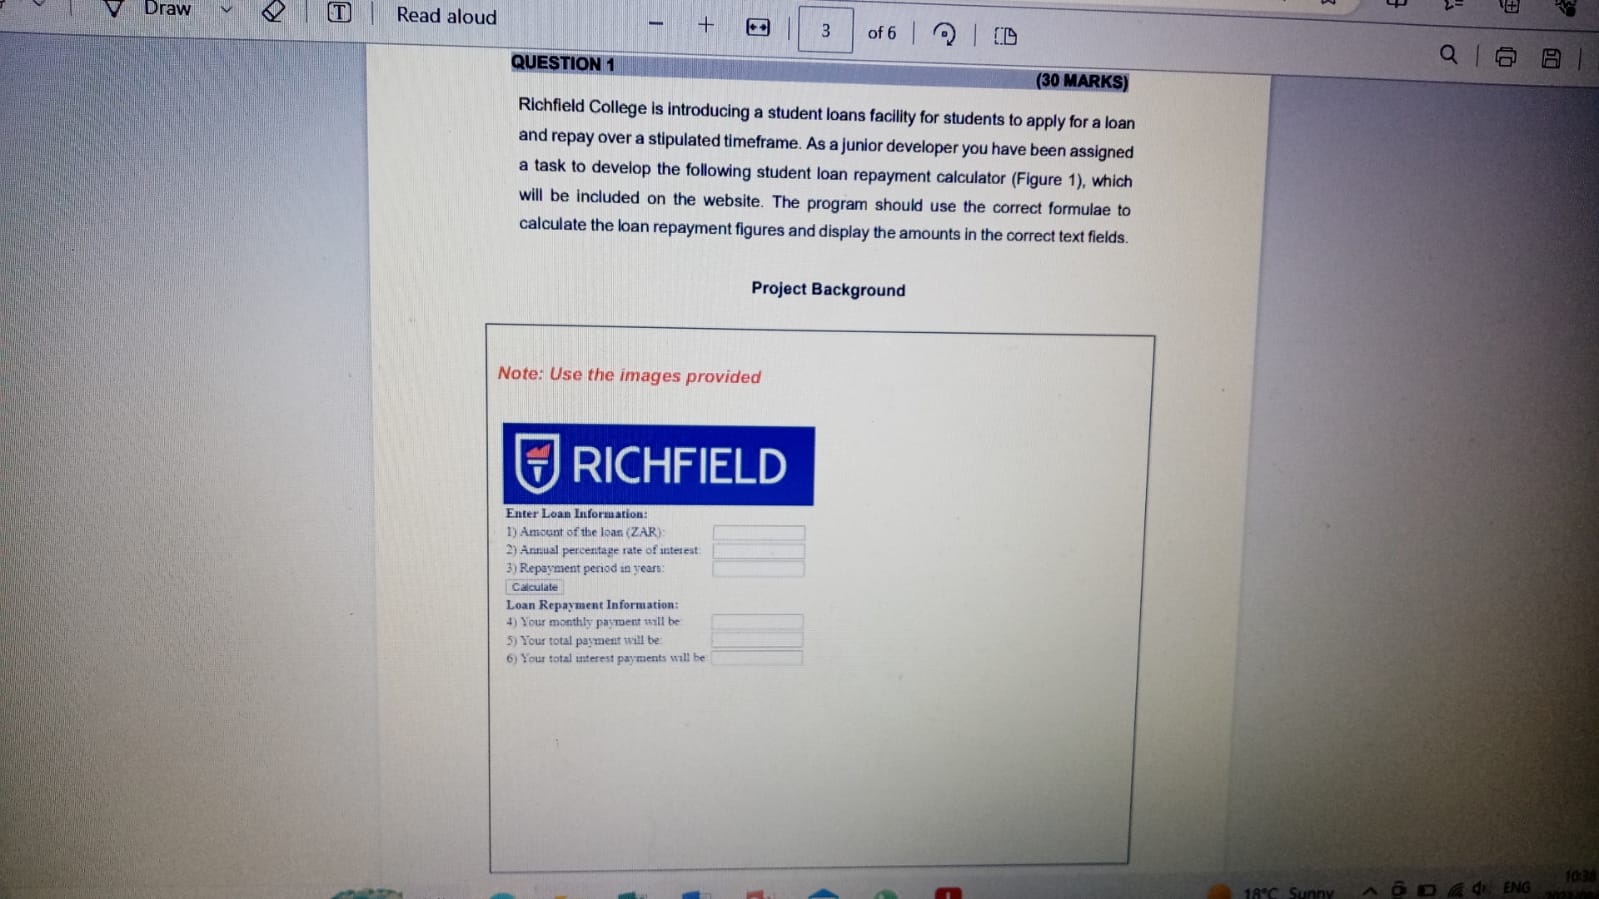 Draw
T
Read aloud
3
of 6
QUESTION 1
(30 MARKS)
Richfield College is introducing a student loans facility for students to apply for a loan
and repay over a stipulated timeframe. As a junior developer you have been assigned
a task to develop the following student loan repayment calculator (Figure 1), which
will be included on the website. The program should use the correct formulae to
calculate the loan repayment figures and display the amounts in the correct text fields.
Project Background
Note: Use the images provided
RICHFIELD
Enter Loan Information:
1) Amount of the loan (ZAR):
2) Annual percentage rate of interest:
3) Repayment period in years:
Calculate
Loan Repayment Information:
4) Your monthly payment will be:
5) Your total payment will be:
6) Your total interest payments will be:
18°C Sunny
ENG
10:38